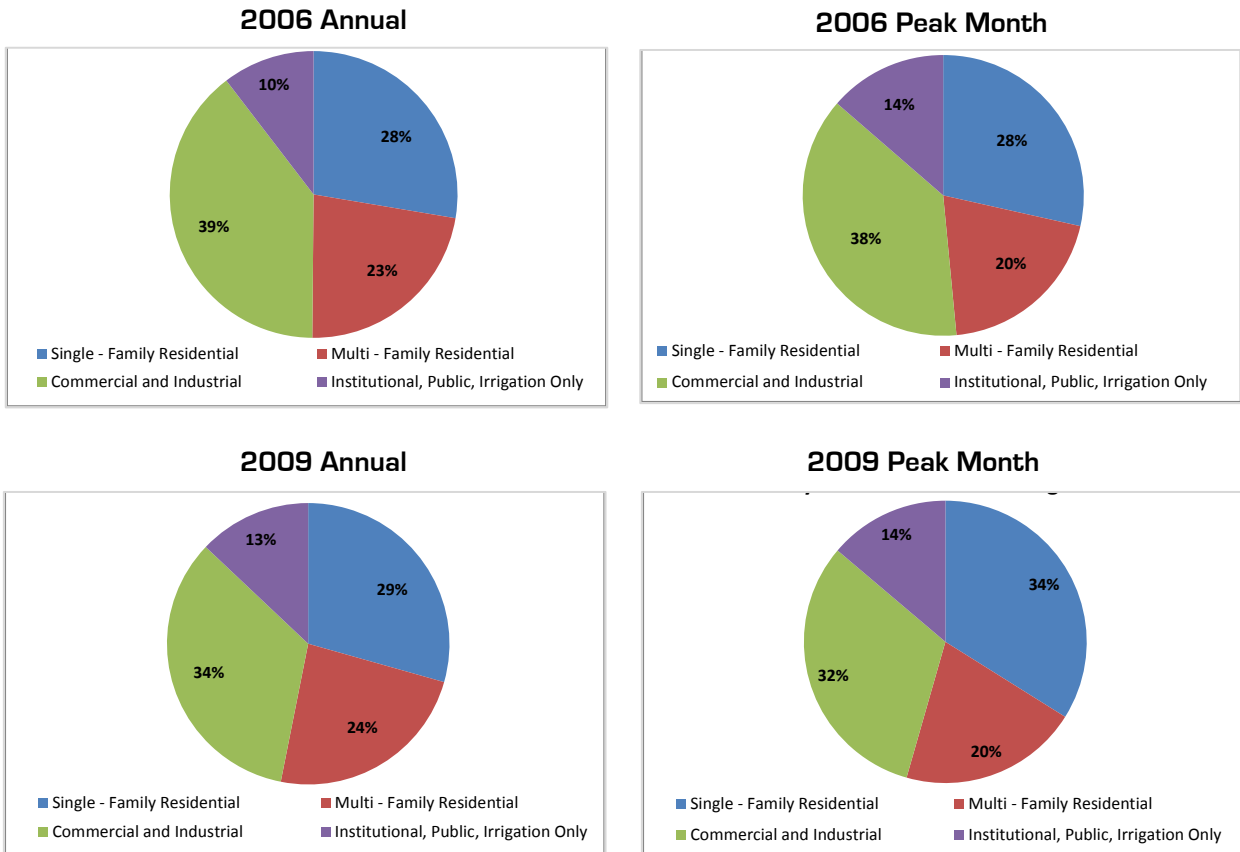 2006 Annual
10%
28%
39%
23%
Single - Family Residential
Multi - Family Residential
Commercial and Industrial
Institutional, Public, Irrigation Only
2006 Peak Month
14%
28%
38%
20%
Single - Family Residential
Multi - Family Residential
Commercial and Industrial
Institutional, Public, Irrigation Only
2009 Annual
13%
29%
34%
24%
Single - Family Residential
Multi - Family Residential
Commercial and Industrial
Institutional, Public, Irrigation Only
2009 Peak Month
14%
34%
32%
20%
Single - Family Residential
Multi - Family Residential
Commercial and Industrial
Institutional, Public, Irrigation Only